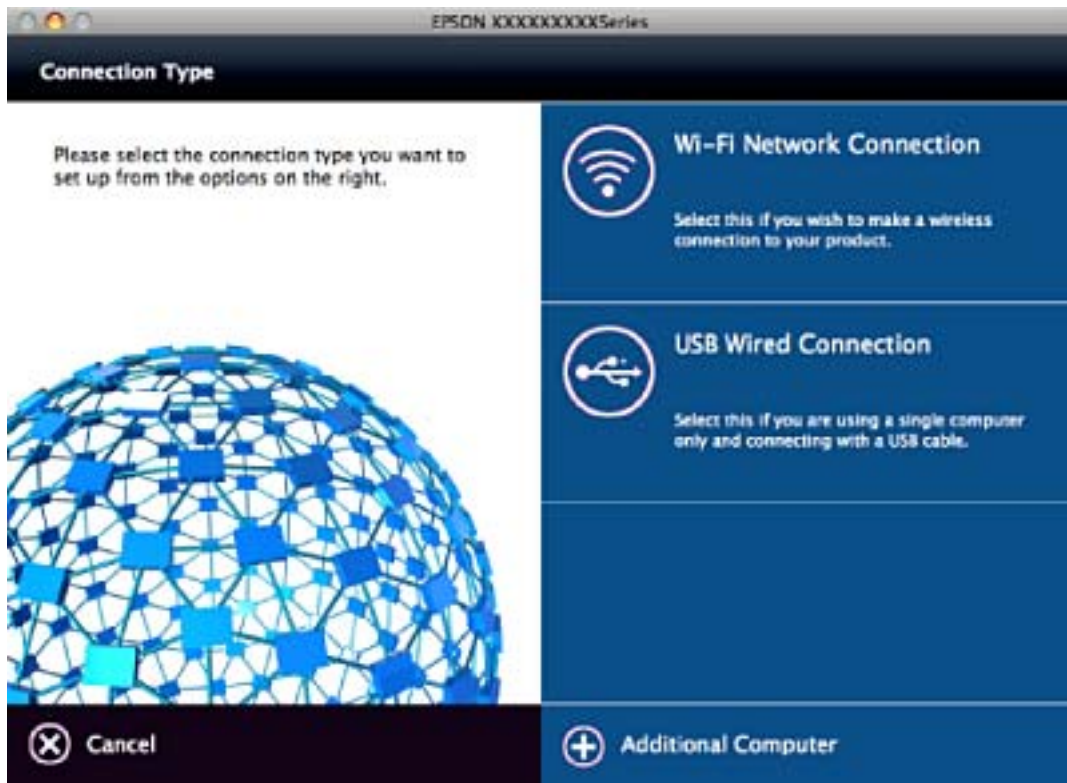 EPSON XXXXXXXXXSeries
Connection Type
Please select the connection type you want to
set up from the options on the right.
Wi-Fi Network Connection
Select this if you wish to make a wireless
connection to your product.
USB Wired Connection
Select this if you are using a single computer
only and connecting with a USB cable.
Cancel
Additional Computer